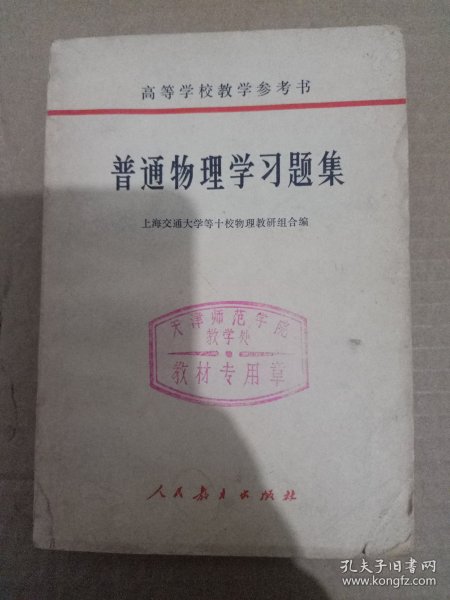 高等学校教学参考书
普通物理学习题集
上海交通大学等十校物理教研组合编
天津师范学院
教学处
教材专用章
人民教育出版社
孔夫子旧书网
www.kongfz.com